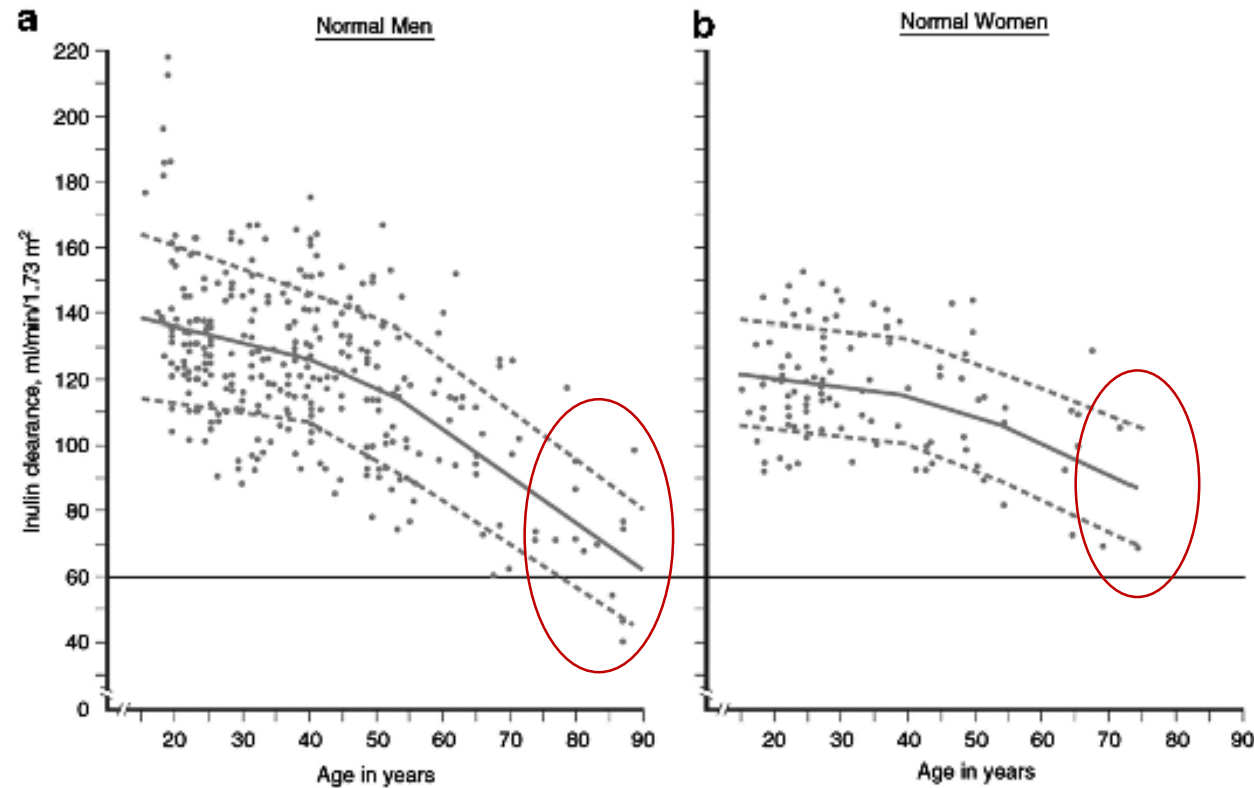 a
Normal Men
b
Normal Women
Inulin clearance, ml/min/1.73 m²
220
200
180
160
140
120
100
80
60
40
0
20 30 40 50 60 70 80 90
Age in years
20 30 40 50 60 70 80 90
Age in years